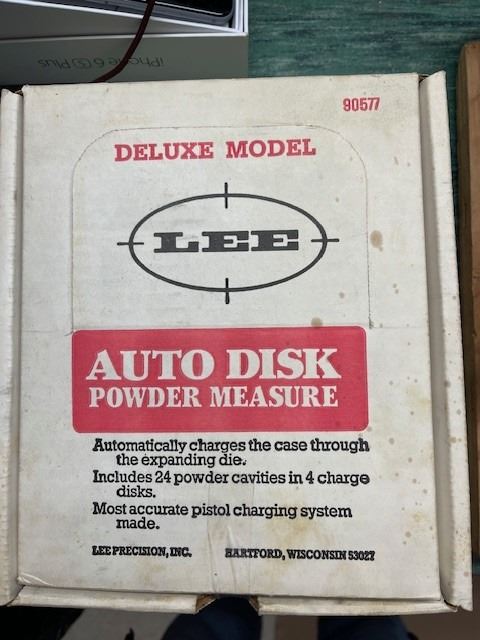 iPhone 6s Plus
90577
DELUXE MODEL
LEE
AUTO DISK
POWDER MEASURE
Automatically charges the case through
the expanding die.
Includes 24 powder cavities in 4 charge
disks.
Most accurate pistol charging system
made.
LEE PRECISION, INC. HARTFORD, WISCONSIN 53027